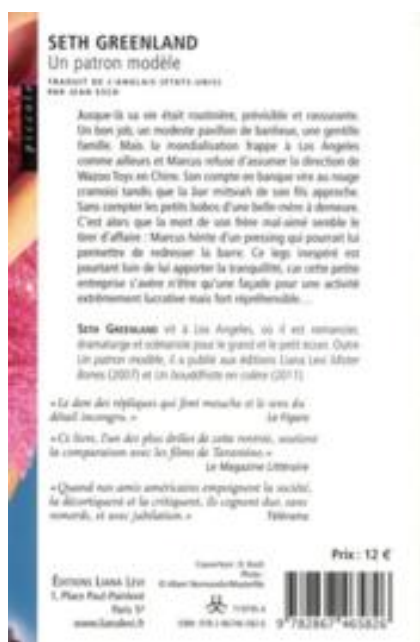 SETH GREENLAND
Un patron modèle
TRADUIT DE L'ANGLAIS (ÉTATS-UNIS)
PAR JEAN ESCH
piccolo
Jusque-là sa vie était routinière, prévisible et rassurante.
Un bon job, un modeste pavillon de banlieue, une gentille
famille. Mais la mondialisation frappe à Los Angeles
comme ailleurs et Marcus refuse d'assumer la direction de
Wazoo Toys en Chine. Son compte en banque vire au rouge
cramoisi tandis que la bar mitsvah de son fils approche.
Sans compter les petits bobos d'une belle-mère à demeure.
C'est alors que la mort de son frère mal-aimé semble le
tirer d'affaire : Marcus hérite d'un pressing qui pourrait lui
permettre de redresser la barre. Ce legs inespéré est
pourtant loin de lui apporter la tranquillité, car cette petite
entreprise s'avère n'être qu'une façade pour une activité
extrêmement lucrative mais fort répréhensible...
SETH GREENLAND vit à Los Angeles, où il est romancier,
dramaturge et scénariste pour le grand et le petit écran. Outre
Un patron modèle, il a publié aux éditions Liana Levi Mister
Bones (2007) et Un bouddhiste en colère (2011).
« Le don des répliques qui font mouche et le sens du
détail incongru. » Le Figaro
« Ce livre, l'un des plus drôles de cette rentrée, soutient
la comparaison avec les films de Tarantino. »
Le Magazine Littéraire
« Quand nos amis américains empoignent la société,
la décortiquent et la critiquent, ils cognent dur, sans
remords, et avec jubilation. » Télérama
Prix : 12 €
ÉDITIONS LIANA LEVI
1, Place Paul-Painlevé
Paris 5e
www.lianalevi.fr
9 782867 465826